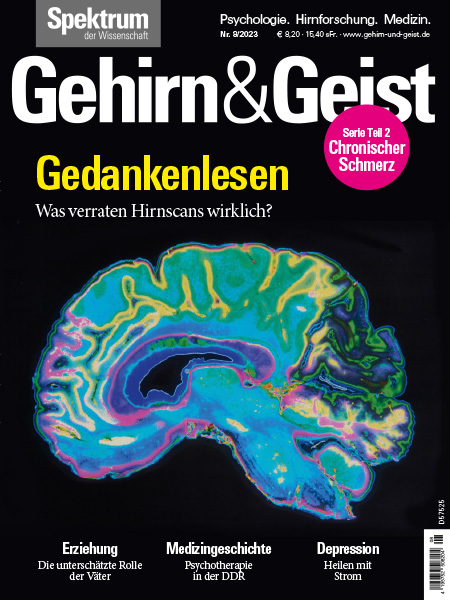 Spektrum
der Wissenschaft
Psychologie. Hirnforschung. Medizin.
Nr. 8/2023 € 9,20 · 15,40 sFr. · www.gehirn-und-geist.de
Gehirn&Geist
Serie Teil 2
Chronischer
Schmerz
Gedankenlesen
Was verraten Hirnscans wirklich?
Erziehung
Die unterschätzte Rolle
der Väter
Medizingeschichte
Psychotherapie
in der DDR
Depression
Heilen mit
Strom
D57525
08